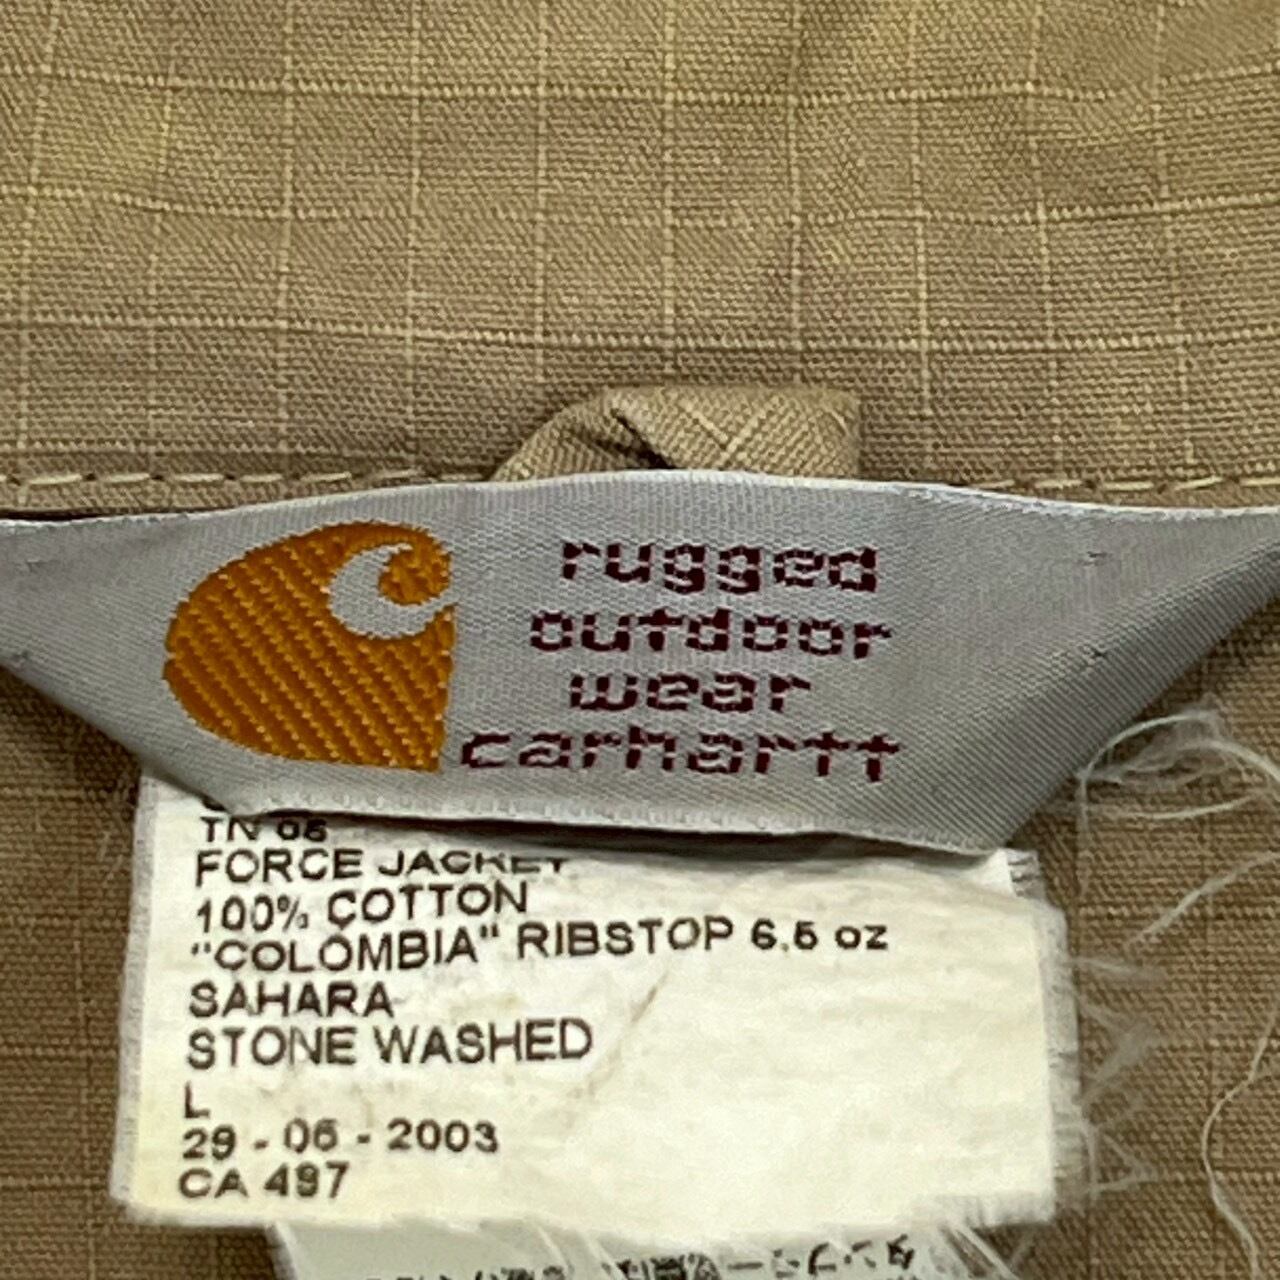 rugged
outdoor
wear
carhartt
TN 06
FORCE JACKET
100% COTTON
"COLOMBIA" RIBSTOP 6.5 oz
SAHARA
STONE WASHED
L
29 - 06 - 2003
CA 497